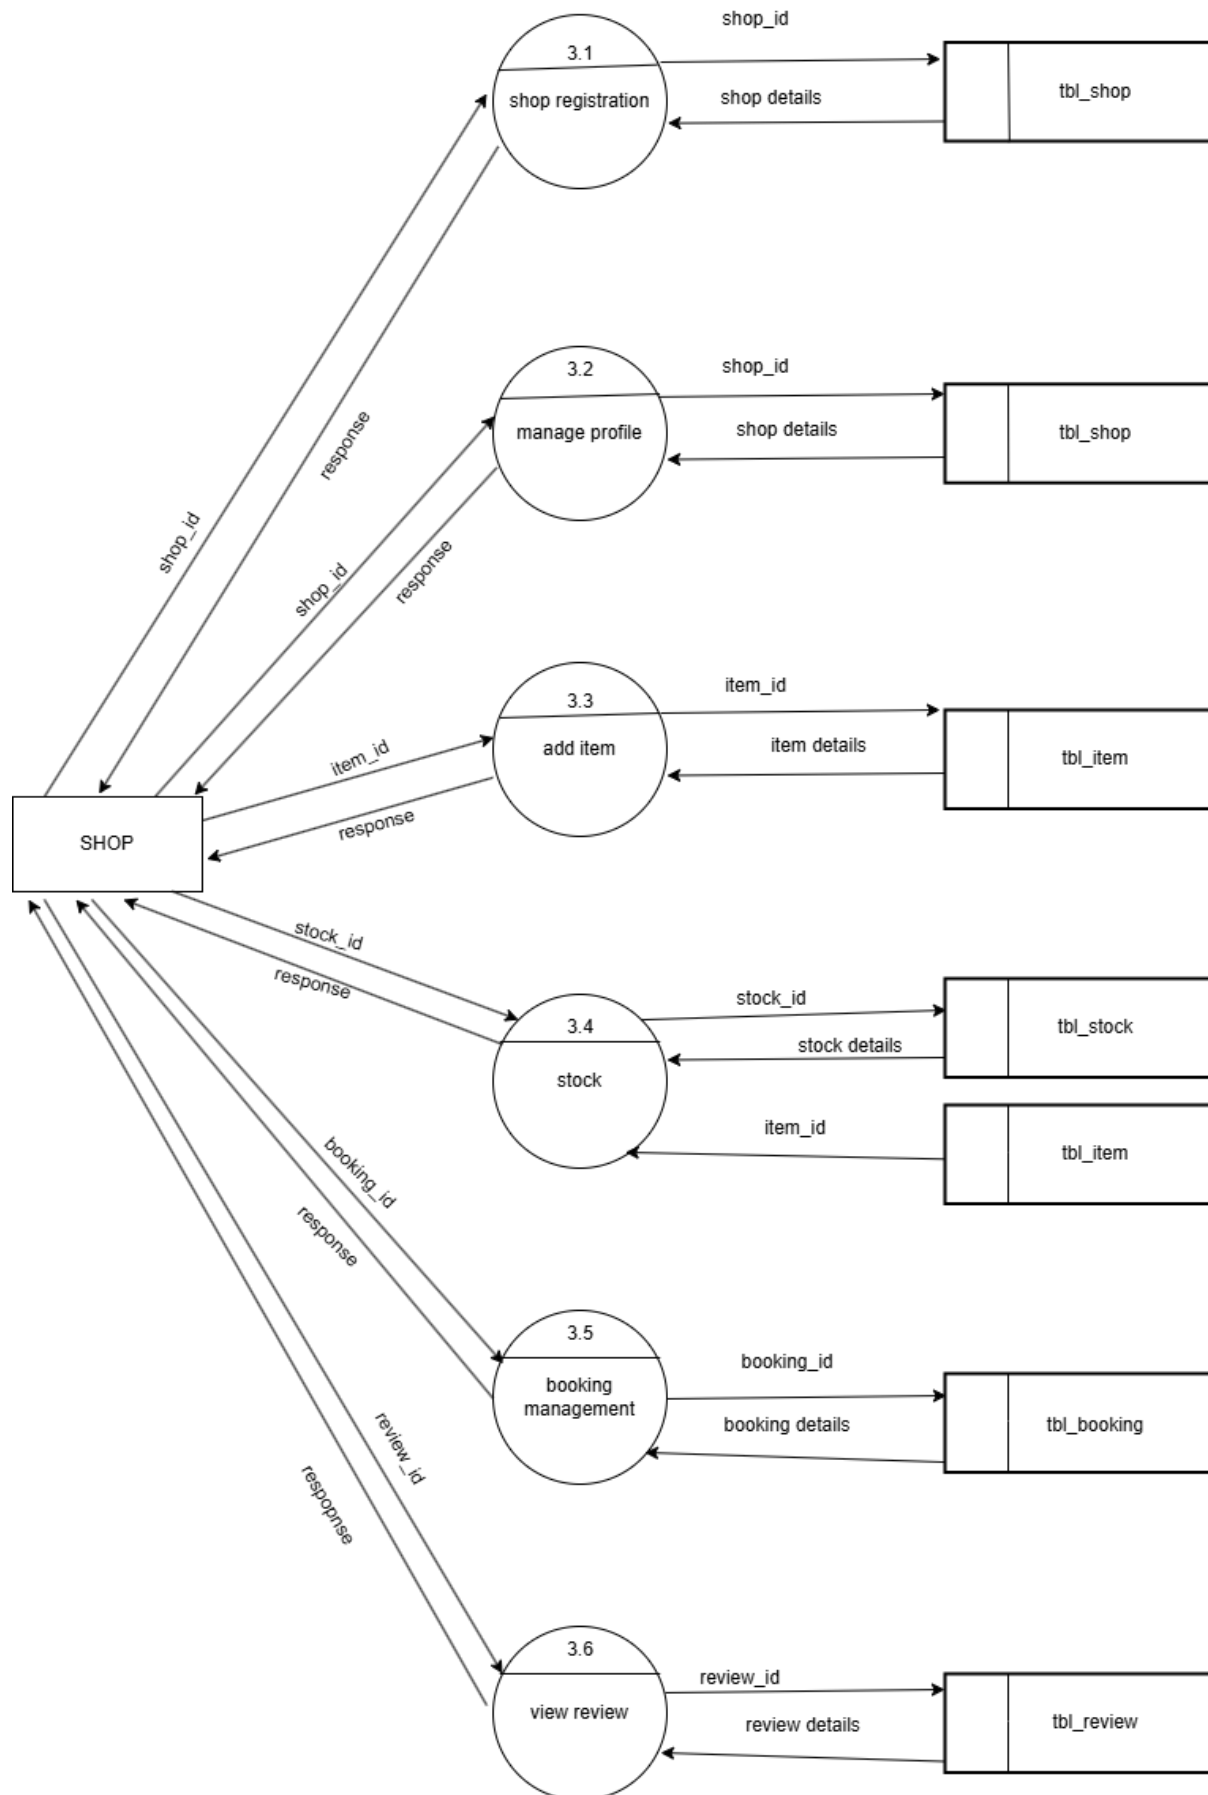 shop_id
3.1
shop registration
shop details
tbl_shop
shop_id
response
3.2
manage profile
shop_id
shop details
tbl_shop
shop_id
response
3.3
add item
item_id
item details
tbl_item
item_id
response
SHOP
stock_id
response
3.4
stock
stock_id
stock details
tbl_stock
item_id
tbl_item
booking_id
response
3.5
booking
management
booking_id
booking details
tbl_booking
review_id
respopnse
3.6
view review
review_id
review details
tbl_review